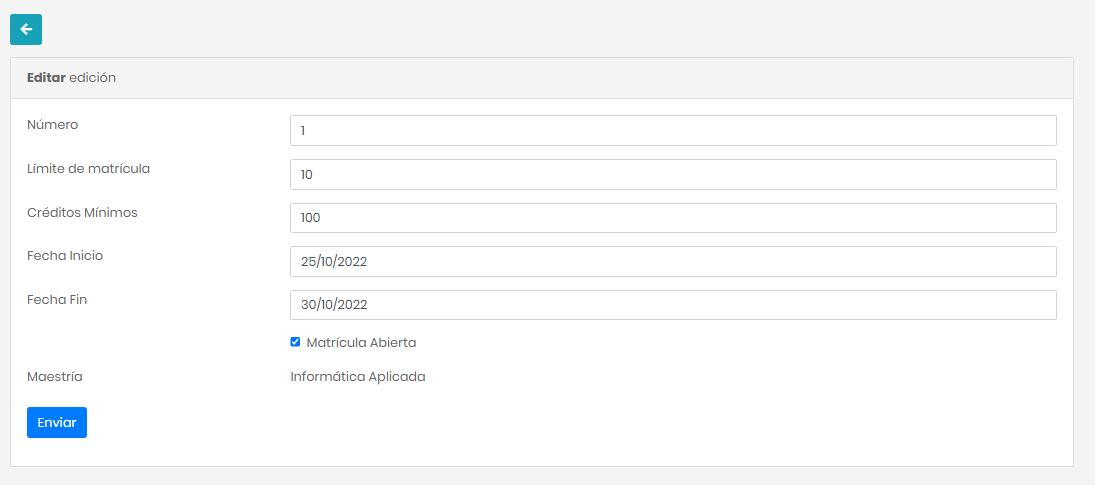 Editar edición
Número
1
Límite de matrícula
10
Créditos Mínimos
100
Fecha Inicio
25/10/2022
Fecha Fin
30/10/2022
Matrícula Abierta
Maestría
Informática Aplicada
Enviar